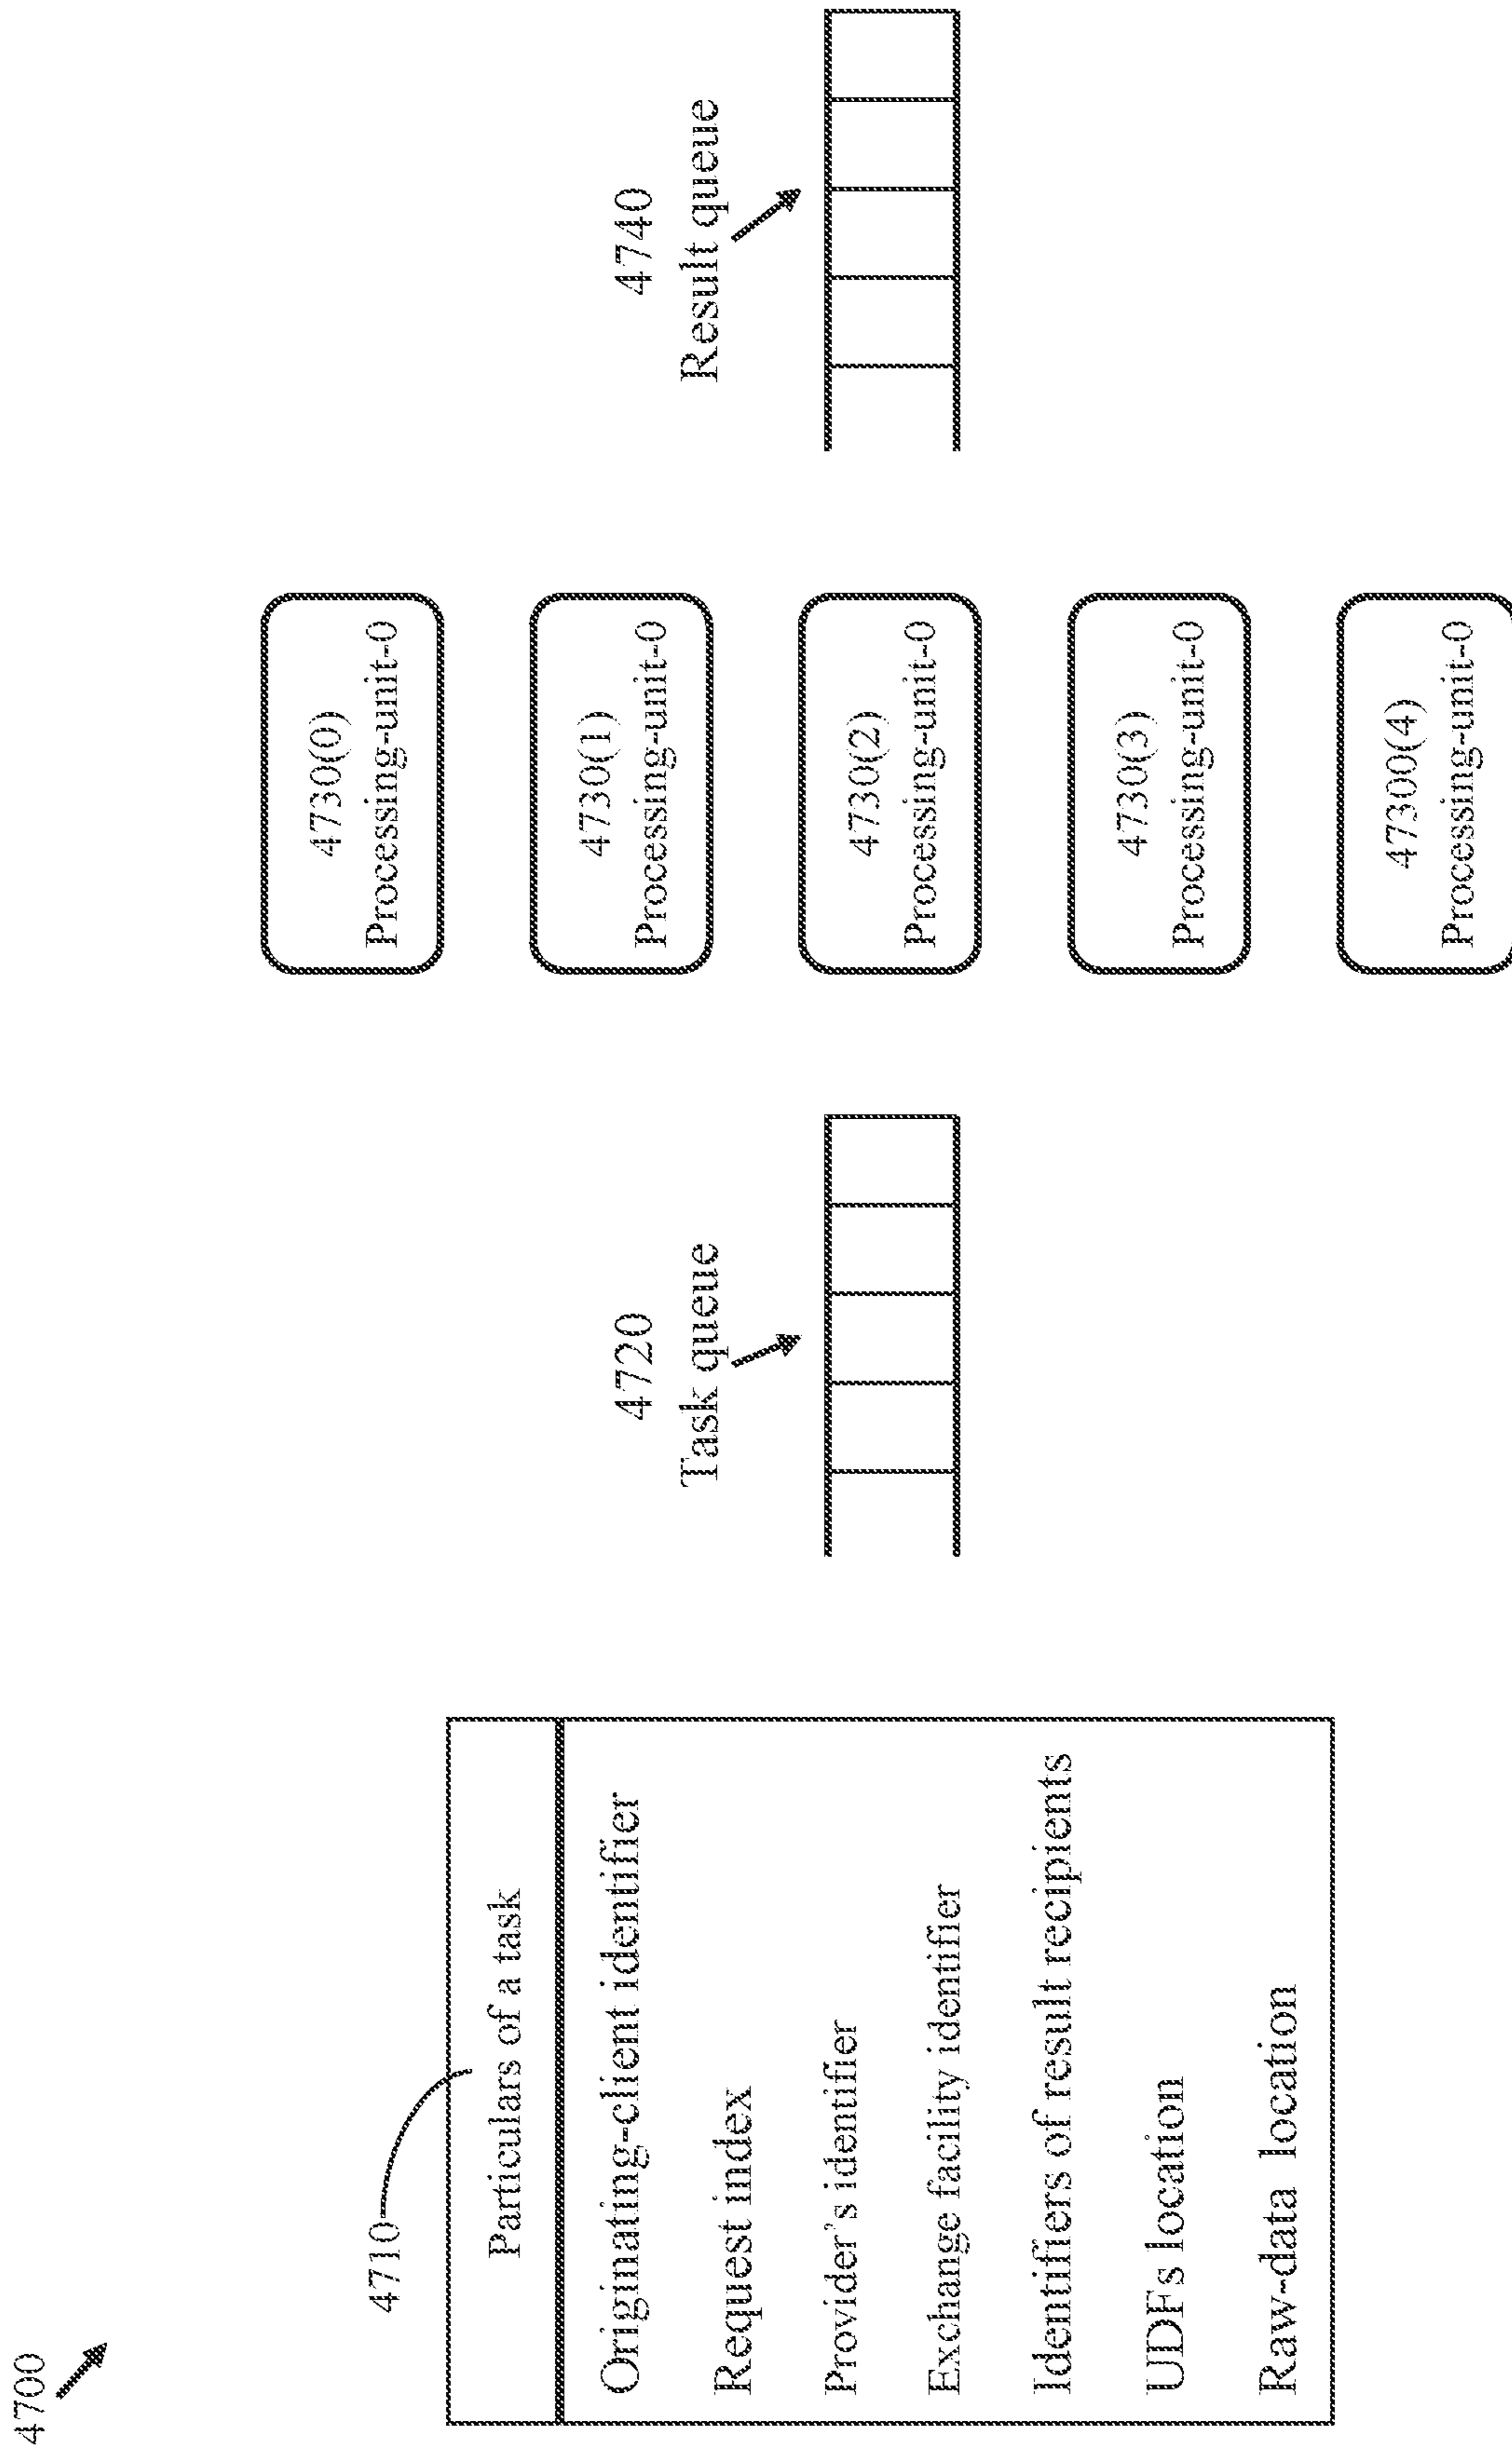 4700
4710
Particulars of a task
Originating-client identifier
Request index
Provider's identifier
Exchange facility identifier
Identifiers of result recipients
UDFs location
Raw-data location
4720
Task queue
4730(0)
Processing-unit-0
4730(1)
Processing-unit-0
4730(2)
Processing-unit-0
4730(3)
Processing-unit-0
47300(4)
Processing-unit-0
4740
Result queue